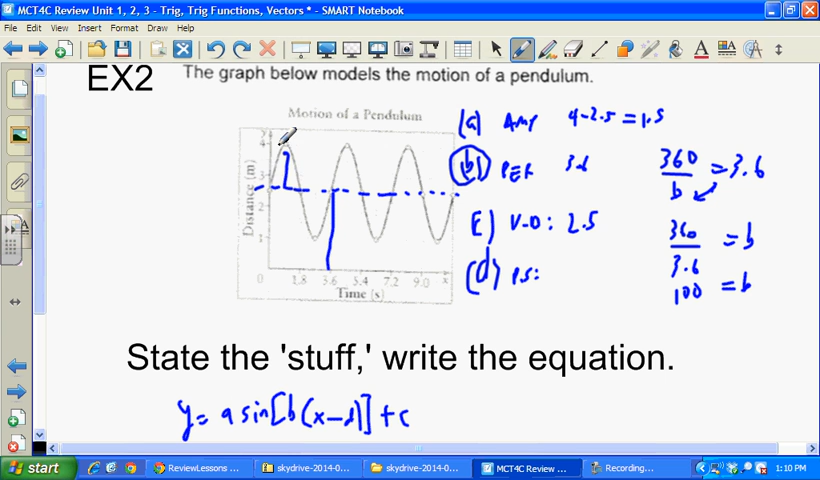 MCT4C Review Unit 1, 2, 3 - Trig, Trig Functions, Vectors * - SMART Notebook
File Edit View Insert Format Draw Help
EX2 The graph below models the motion of a pendulum.
Motion of a Pendulum
Distance (m)
y
4
3
2
1
0 1.8 3.6 5.4 7.2 9.0 x
Time (s)
(a) AMP 4-2.5=1.5
(b) PER 3.6
360/b = 3.6
E) V-D: 2.5
360/3.6 = b
(d) P.S:
100 = b
State the 'stuff,' write the equation.
y = a sin[b(x-d)] + c
start ReviewLessons ... skydrive-2014-0... skydrive-2014-0... MCT4C Review ... Recording... 1:10 PM